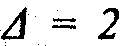 Δ = 2